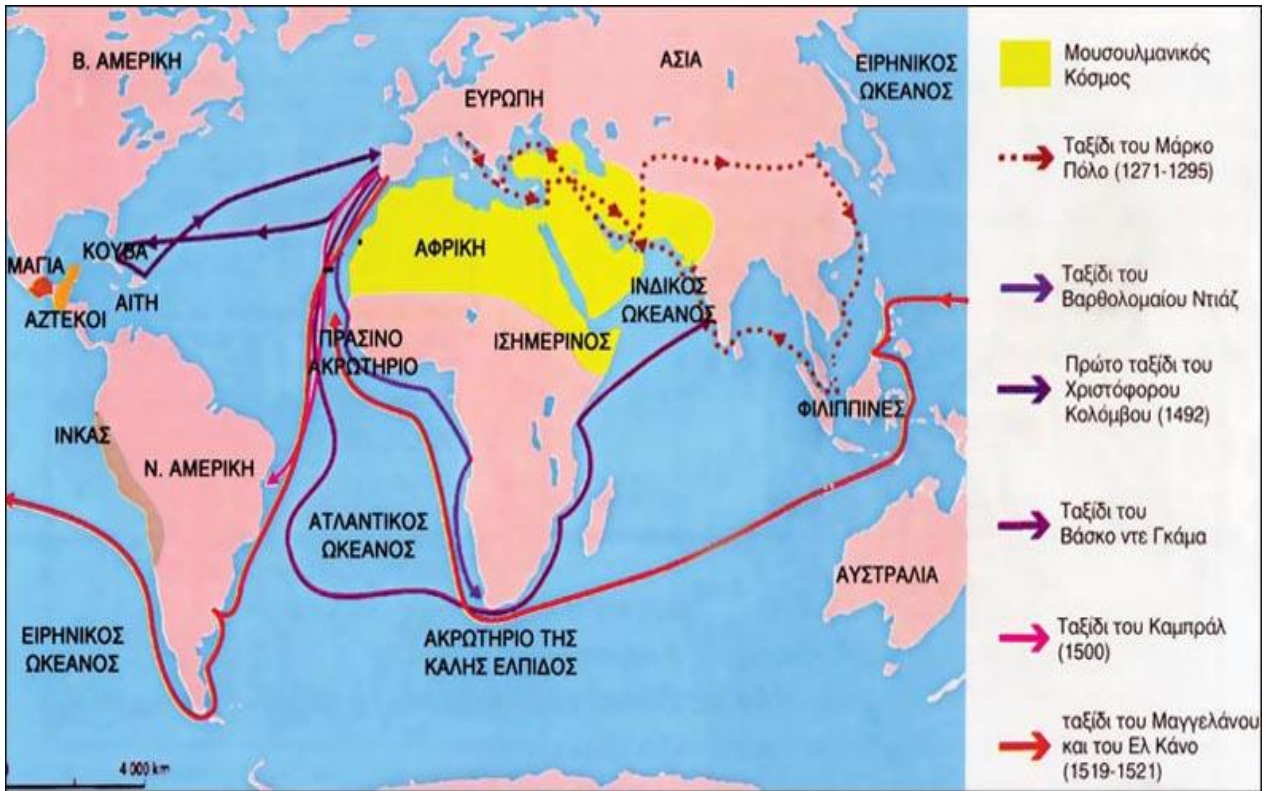 Β. ΑΜΕΡΙΚΗ
ΑΣΙΑ
ΕΙΡΗΝΙΚΟΣ
ΩΚΕΑΝΟΣ
ΕΥΡΩΠΗ
ΚΟΥΒΑ
ΜΑΓΙΑ
ΑΙΤΗ
ΑΖΤΕΚΟΙ
ΑΦΡΙΚΗ
ΙΝΔΙΚΟΣ
ΩΚΕΑΝΟΣ
ΠΡΑΣΙΝΟ
ΑΚΡΩΤΗΡΙΟ
ΙΣΗΜΕΡΙΝΟΣ
ΦΙΛΙΠΠΙΝΕΣ
ΙΝΚΑΣ
Ν. ΑΜΕΡΙΚΗ
ΑΤΛΑΝΤΙΚΟΣ
ΩΚΕΑΝΟΣ
ΑΥΣΤΡΑΛΙΑ
ΕΙΡΗΝΙΚΟΣ
ΩΚΕΑΝΟΣ
ΑΚΡΩΤΗΡΙΟ ΤΗΣ
ΚΑΛΗΣ ΕΛΠΙΔΟΣ
4 000 km
Μουσουλμανικός
Κόσμος
Ταξίδι του Μάρκο
Πόλο (1271-1295)
Ταξίδι του
Βαρθολομαίου Ντιάζ
Πρώτο ταξίδι του
Χριστόφορου
Κολόμβου (1492)
Ταξίδι του
Βάσκο ντε Γκάμα
Ταξίδι του Καμπράλ
(1500)
ταξίδι του Μαγγελάνου
και του Ελ Κάνο
(1519-1521)